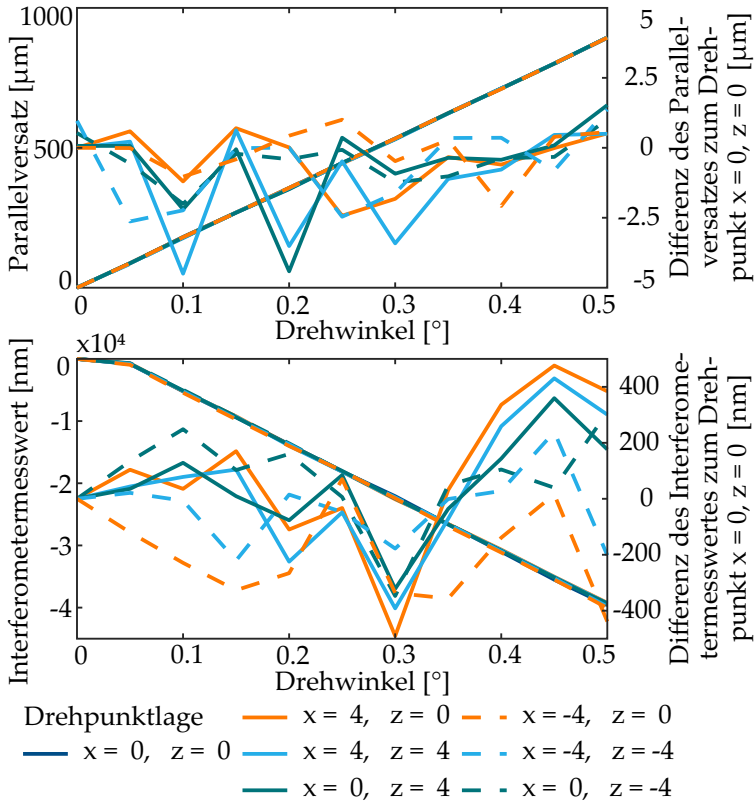 1000
500
0
Parallelversatz [µm]
5
2.5
0
-2.5
-5
Differenz des Parallel-
versatzes zum Dreh-
punkt x = 0, z = 0 [µm]
0 0.1 0.2 0.3 0.4 0.5
Drehwinkel [°]
x10⁴
0
-1
-2
-3
-4
Interferometermesswert [nm]
400
200
0
-200
-400
Differenz des Interferome-
termesswertes zum Dreh-
punkt x = 0, z = 0 [nm]
0 0.1 0.2 0.3 0.4 0.5
Drehwinkel [°]
Drehpunktlage
x = 0, z = 0
x = 4, z = 0
x = 4, z = 4
x = 0, z = 4
x = -4, z = 0
x = -4, z = -4
x = 0, z = -4